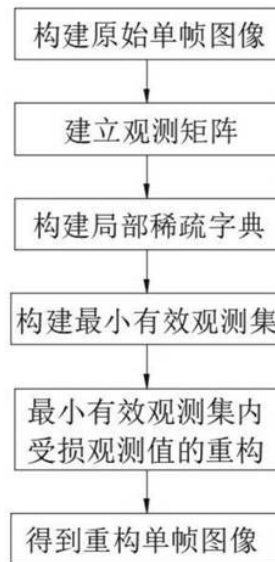 构建原始单帧图像
建立观测矩阵
构建局部稀疏字典
构建最小有效观测集
最小有效观测集内
受损观测值的重构
得到重构单帧图像